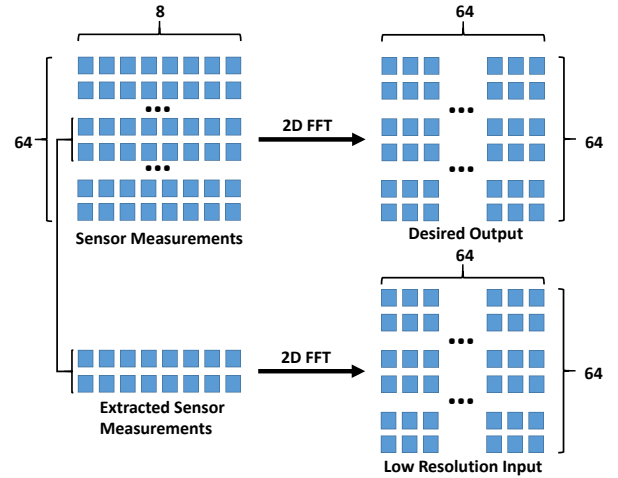 8
64
64
2D FFT
64
Sensor Measurements
Desired Output
64
2D FFT
64
Extracted Sensor
Measurements
Low Resolution Input